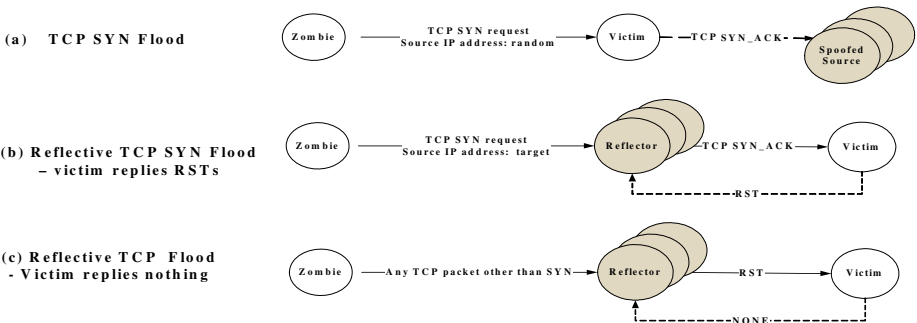 (a) TCP SYN Flood
Zombie
TCP SYN request
Source IP address: random
Victim
TCP SYN_ACK
Spoofed
Source
(b) Reflective TCP SYN Flood
– victim replies RSTs
Zombie
TCP SYN request
Source IP address: target
Reflector
TCP SYN_ACK
Victim
RST
(c) Reflective TCP Flood
- Victim replies nothing
Zombie
Any TCP packet other than SYN
Reflector
RST
Victim
NONE